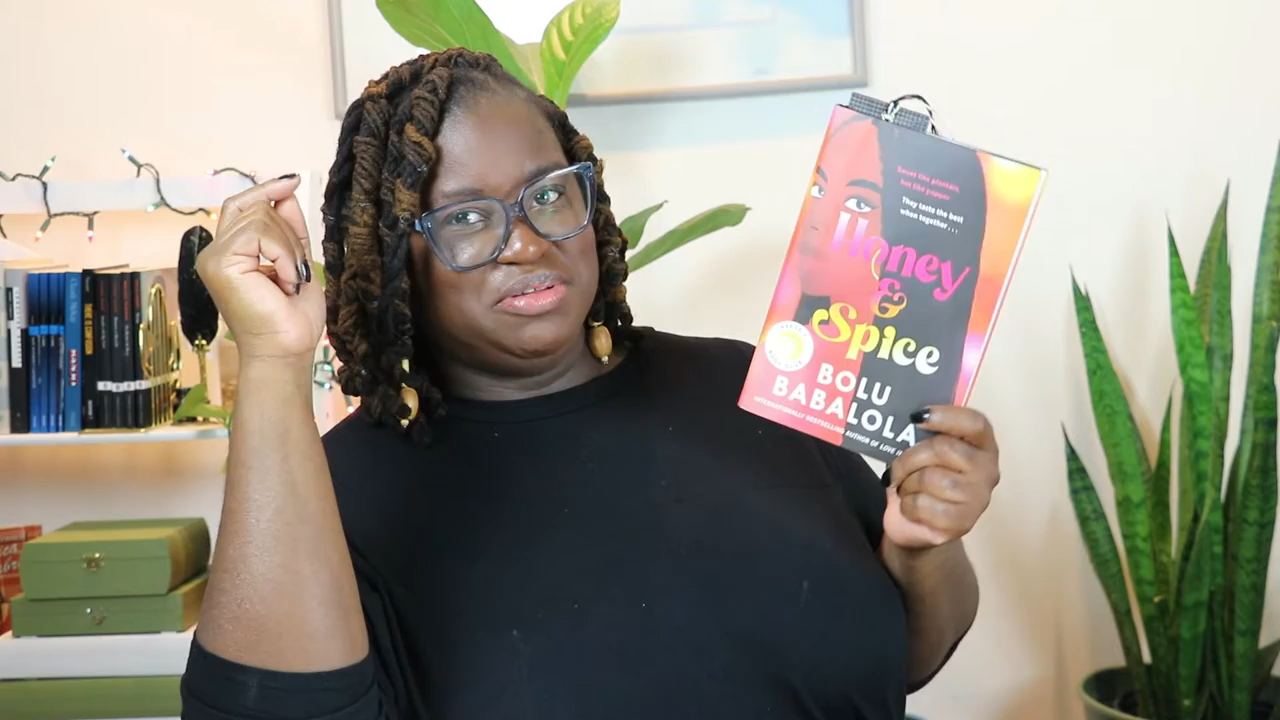 Sweet like plantain,
hot like pepper
They taste the best
when together...
Honey
&
Spice
BOLU
BABALOLA
INTERNATIONALLY BESTSELLING AUTHOR OF LOVE I